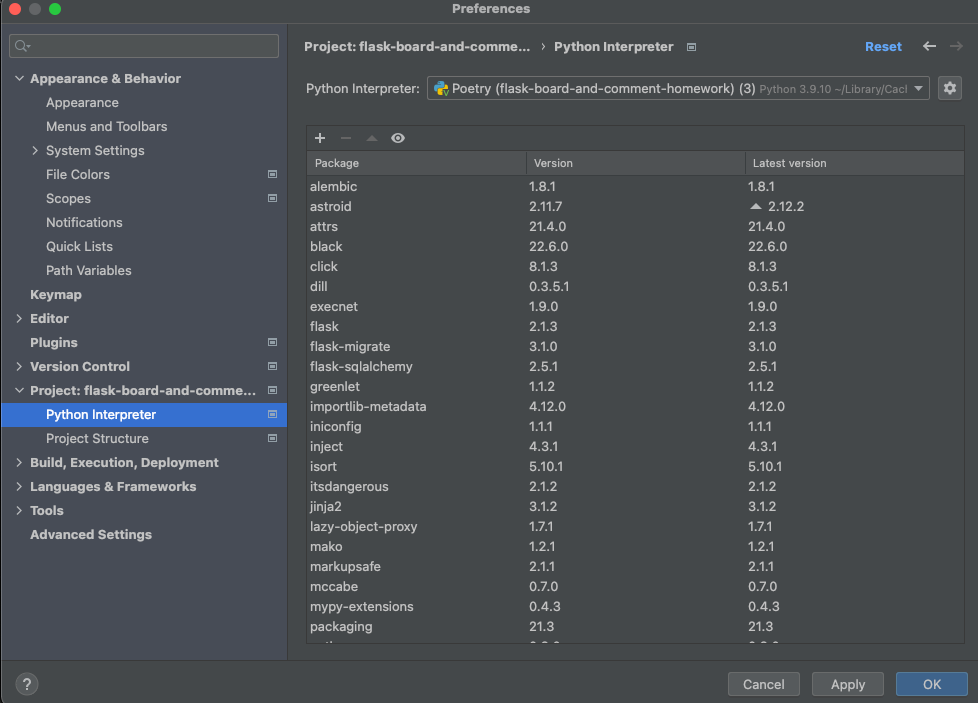 Preferences
Appearance & Behavior
Appearance
Menus and Toolbars
System Settings
File Colors
Scopes
Notifications
Quick Lists
Path Variables
Keymap
Editor
Plugins
Version Control
Project: flask-board-and-comme...
Python Interpreter
Project Structure
Build, Execution, Deployment
Languages & Frameworks
Tools
Advanced Settings
Project: flask-board-and-comme... › Python Interpreter
Reset
Python Interpreter: Poetry (flask-board-and-comment-homework) (3) Python 3.9.10 ~/Library/Cacl
Package Version Latest version
alembic 1.8.1 1.8.1
astroid 2.11.7 2.12.2
attrs 21.4.0 21.4.0
black 22.6.0 22.6.0
click 8.1.3 8.1.3
dill 0.3.5.1 0.3.5.1
execnet 1.9.0 1.9.0
flask 2.1.3 2.1.3
flask-migrate 3.1.0 3.1.0
flask-sqlalchemy 2.5.1 2.5.1
greenlet 1.1.2 1.1.2
importlib-metadata 4.12.0 4.12.0
iniconfig 1.1.1 1.1.1
inject 4.3.1 4.3.1
isort 5.10.1 5.10.1
itsdangerous 2.1.2 2.1.2
jinja2 3.1.2 3.1.2
lazy-object-proxy 1.7.1 1.7.1
mako 1.2.1 1.2.1
markupsafe 2.1.1 2.1.1
mccabe 0.7.0 0.7.0
mypy-extensions 0.4.3 0.4.3
packaging 21.3 21.3
?
Cancel
Apply
OK